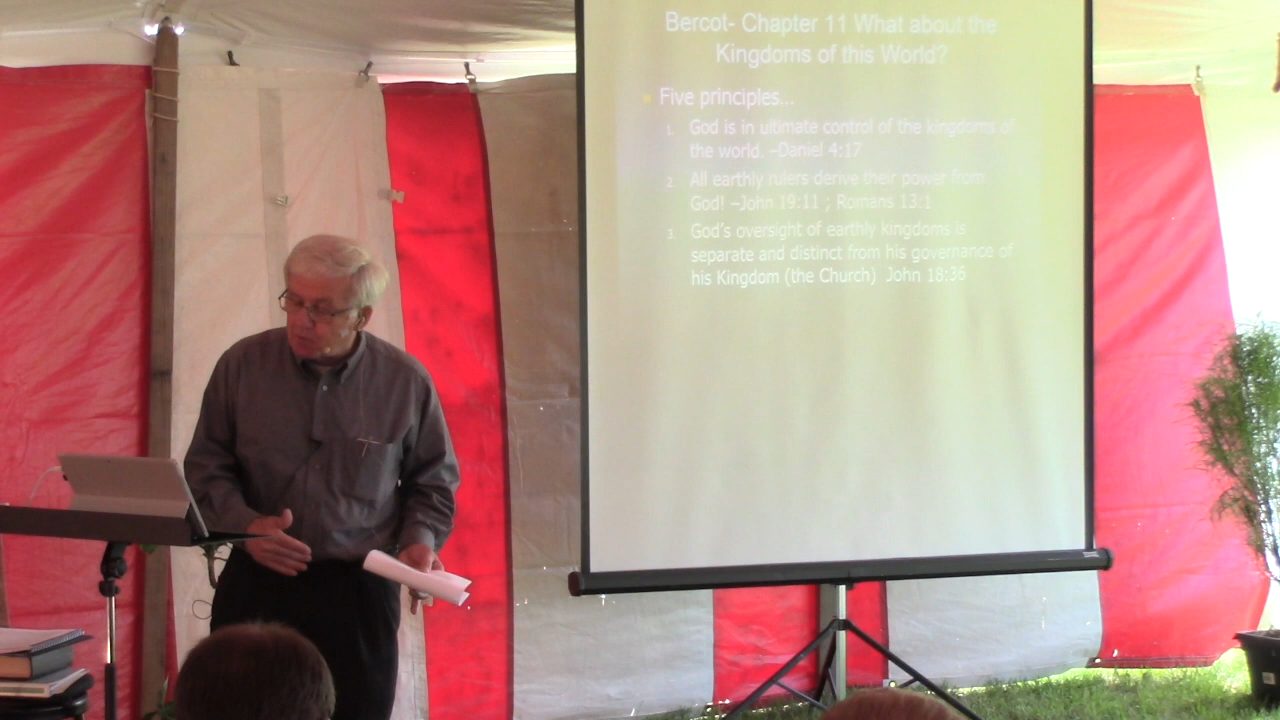 Bercot- Chapter 11 What about the
Kingdoms of this World?
Five principles...
1. God is in ultimate control of the kingdoms of
the world. –Daniel 4:17
2. All earthly rulers derive their power from
God! –John 19:11 ; Romans 13:1
3. God's oversight of earthly kingdoms is
separate and distinct from his governance of
his Kingdom (the Church) John 18:36